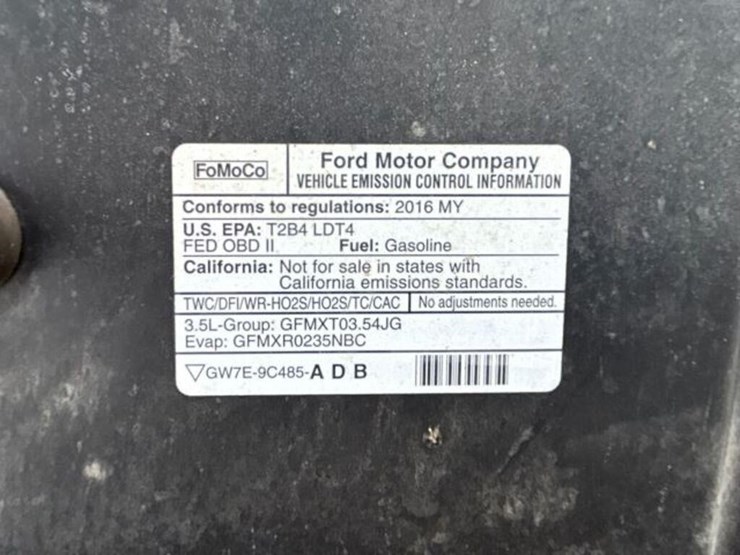 FoMoCo
Ford Motor Company
VEHICLE EMISSION CONTROL INFORMATION
Conforms to regulations: 2016 MY
U.S. EPA: T2B4 LDT4
FED OBD II Fuel: Gasoline
California: Not for sale in states with
California emissions standards.
TWC/DFI/WR-HO2S/HO2S/TC/CAC No adjustments needed.
3.5L-Group: GFMXT03.54JG
Evap: GFMXR0235NBC
▽GW7E-9C485-A D B